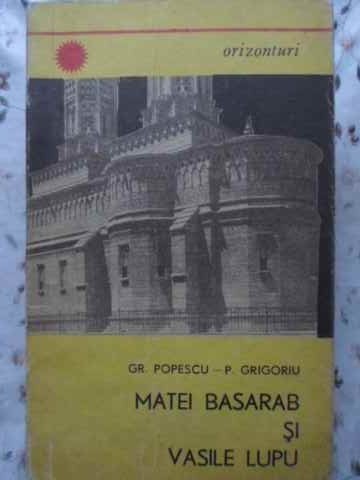 orizonturi
GR. POPESCU – P. GRIGORIU
MATEI BASARAB
ŞI
VASILE LUPU